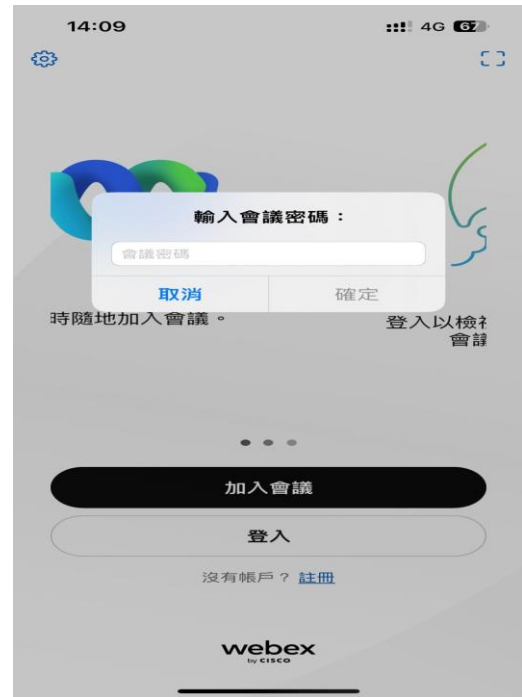 14:09
4G 67
輸入會議密碼：
會議密碼
取消
確定
時隨地加入會議。
登入以檢
會
加入會議
登入
沒有帳戶？ 註冊
webex
by CISCO